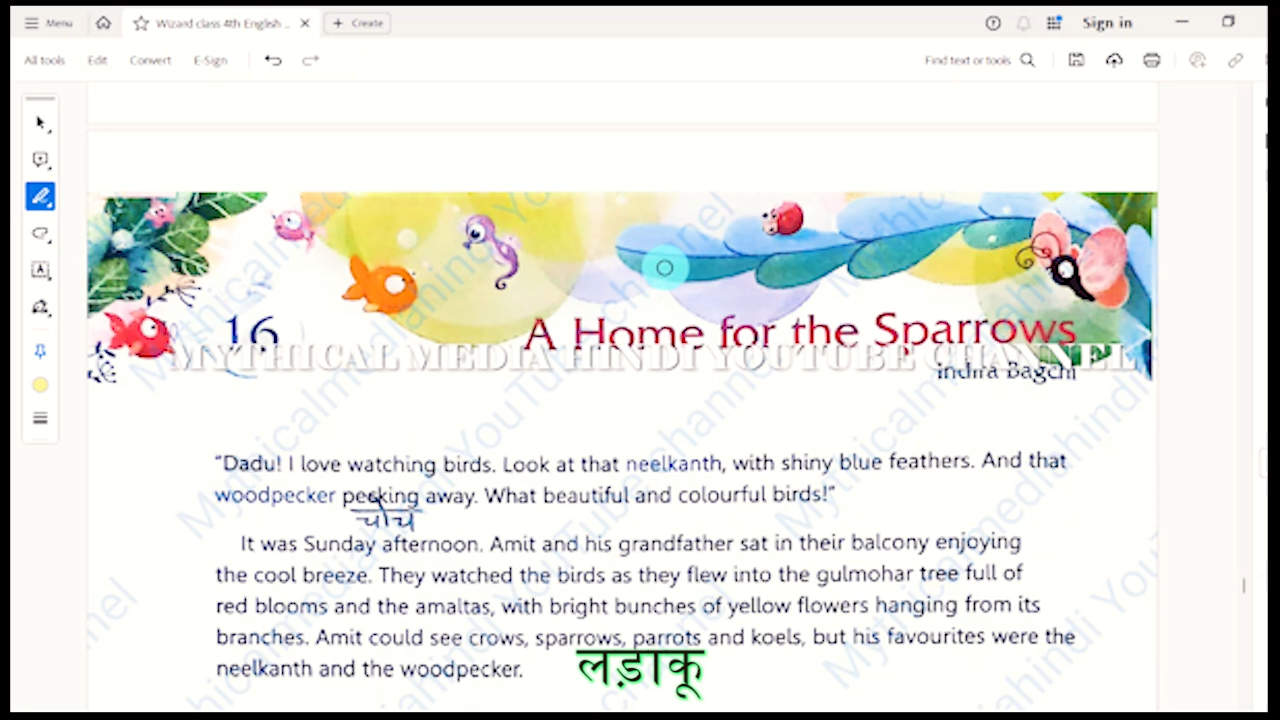 Menu
Wizard class 4th English ..
Create
Sign in
All tools
Edit
Convert
E-Sign
Find text or tools
16
A Home for the Sparrows
MYTHICAL MEDIA HINDI YOUTUBE CHANNEL
Indira Bagchi
"Dadu! I love watching birds. Look at that neelkanth, with shiny blue feathers. And that
woodpecker pecking away. What beautiful and colourful birds!"
चोच
It was Sunday afternoon. Amit and his grandfather sat in their balcony enjoying
the cool breeze. They watched the birds as they flew into the gulmohar tree full of
red blooms and the amaltas, with bright bunches of yellow flowers hanging from its
branches. Amit could see crows, sparrows, parrots and koels, but his favourites were the
neelkanth and the woodpecker.
लड़ाकू